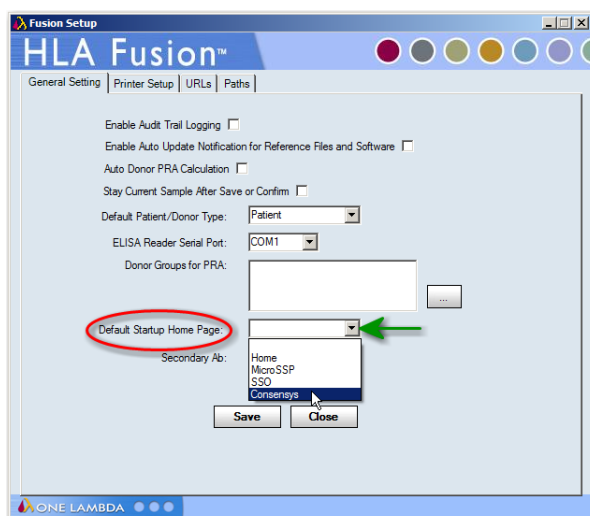 Fusion Setup
HLA Fusion™
General Setting Printer Setup URLs Paths
Enable Audit Trail Logging
Enable Auto Update Notification for Reference Files and Software
Auto Donor PRA Calculation
Stay Current Sample After Save or Confirm
Default Patient/Donor Type: Patient
ELISA Reader Serial Port: COM1
Donor Groups for PRA:
...
Default Startup Home Page:
Secondary Ab:
Home
MicroSSP
SSO
Consensys
Save Close
ONE LAMBDA